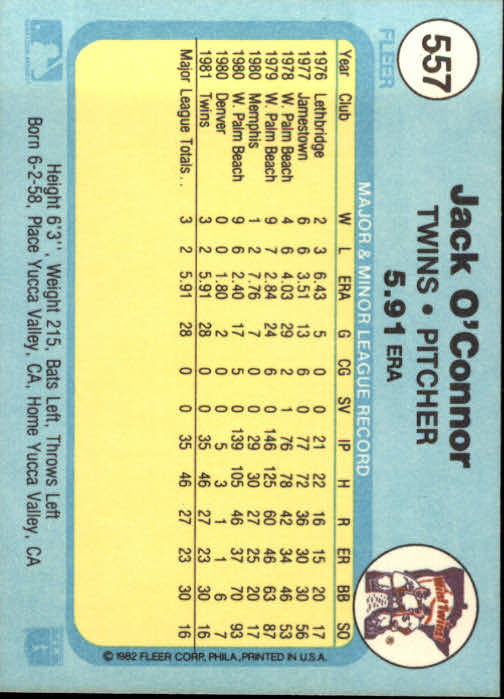 557
FLEER
Jack O'Connor
TWINS • PITCHER
5.91 ERA
Win! Twins!
MAJOR & MINOR LEAGUE RECORD
Year Club W L ERA G CG SV IP H R ER BB SO
1976 Lethbridge 2 3 6.43 5 0 0 21 22 16 15 20 17
1977 Jamestown 6 6 3.51 13 6 0 77 72 36 30 30 56
1978 W. Palm Beach 4 6 4.03 29 2 1 76 78 42 34 46 53
1979 W. Palm Beach 9 7 2.84 24 6 0 146 125 60 46 63 87
1980 Memphis 1 2 7.76 7 0 0 29 30 27 25 20 17
1980 W. Palm Beach 9 6 2.40 17 5 0 139 105 46 37 70 93
1980 Denver 0 0 1.80 2 0 0 5 3 1 1 6 7
1981 Twins 3 2 5.91 28 0 0 35 46 27 23 30 16
Major League Totals . . 3 2 5.91 28 0 0 35 46 27 23 30 16
© 1982 FLEER CORP. PHILA., PRINTED IN U.S.A.
Height 6'3", Weight 215, Bats Left, Throws Left
Born 6-2-58, Place Yucca Valley, CA, Home Yucca Valley, CA